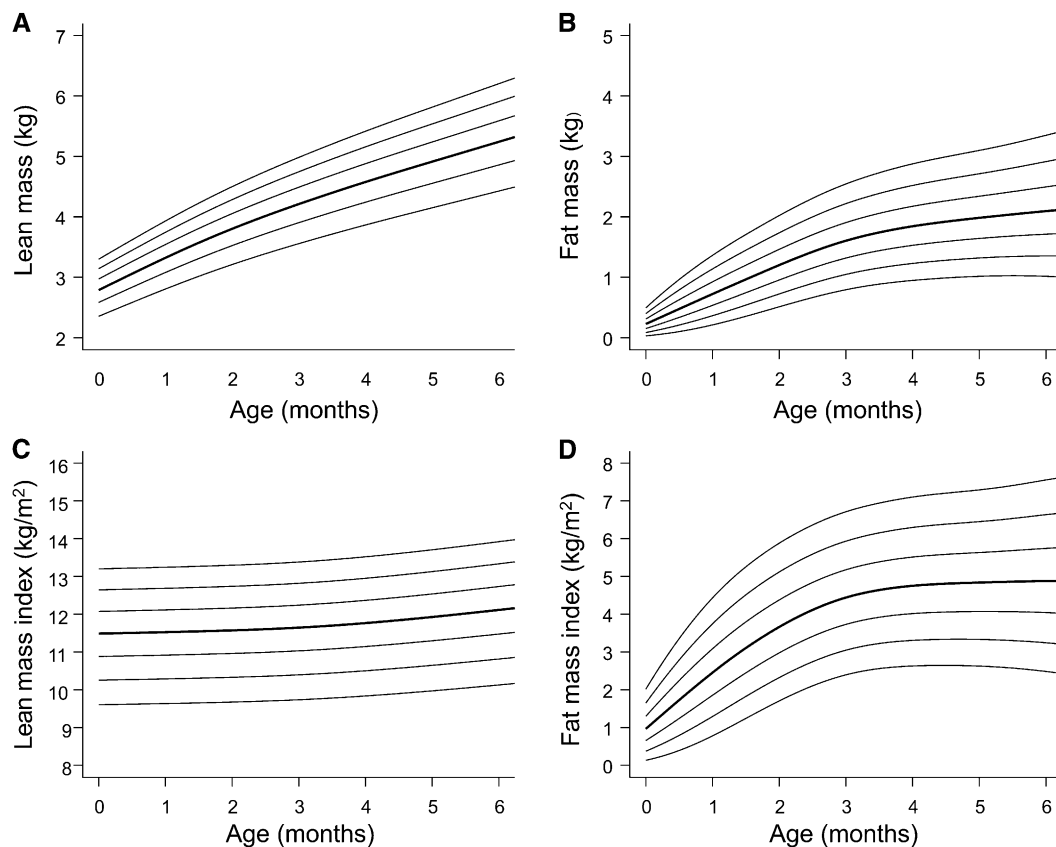 A
Lean mass (kg)
7
6
5
4
3
2
0 1 2 3 4 5 6
Age (months)
B
Fat mass (kg)
5
4
3
2
1
0
0 1 2 3 4 5 6
Age (months)
C
Lean mass index (kg/m²)
16
15
14
13
12
11
10
9
8
0 1 2 3 4 5 6
Age (months)
D
Fat mass index (kg/m²)
8
7
6
5
4
3
2
1
0
0 1 2 3 4 5 6
Age (months)